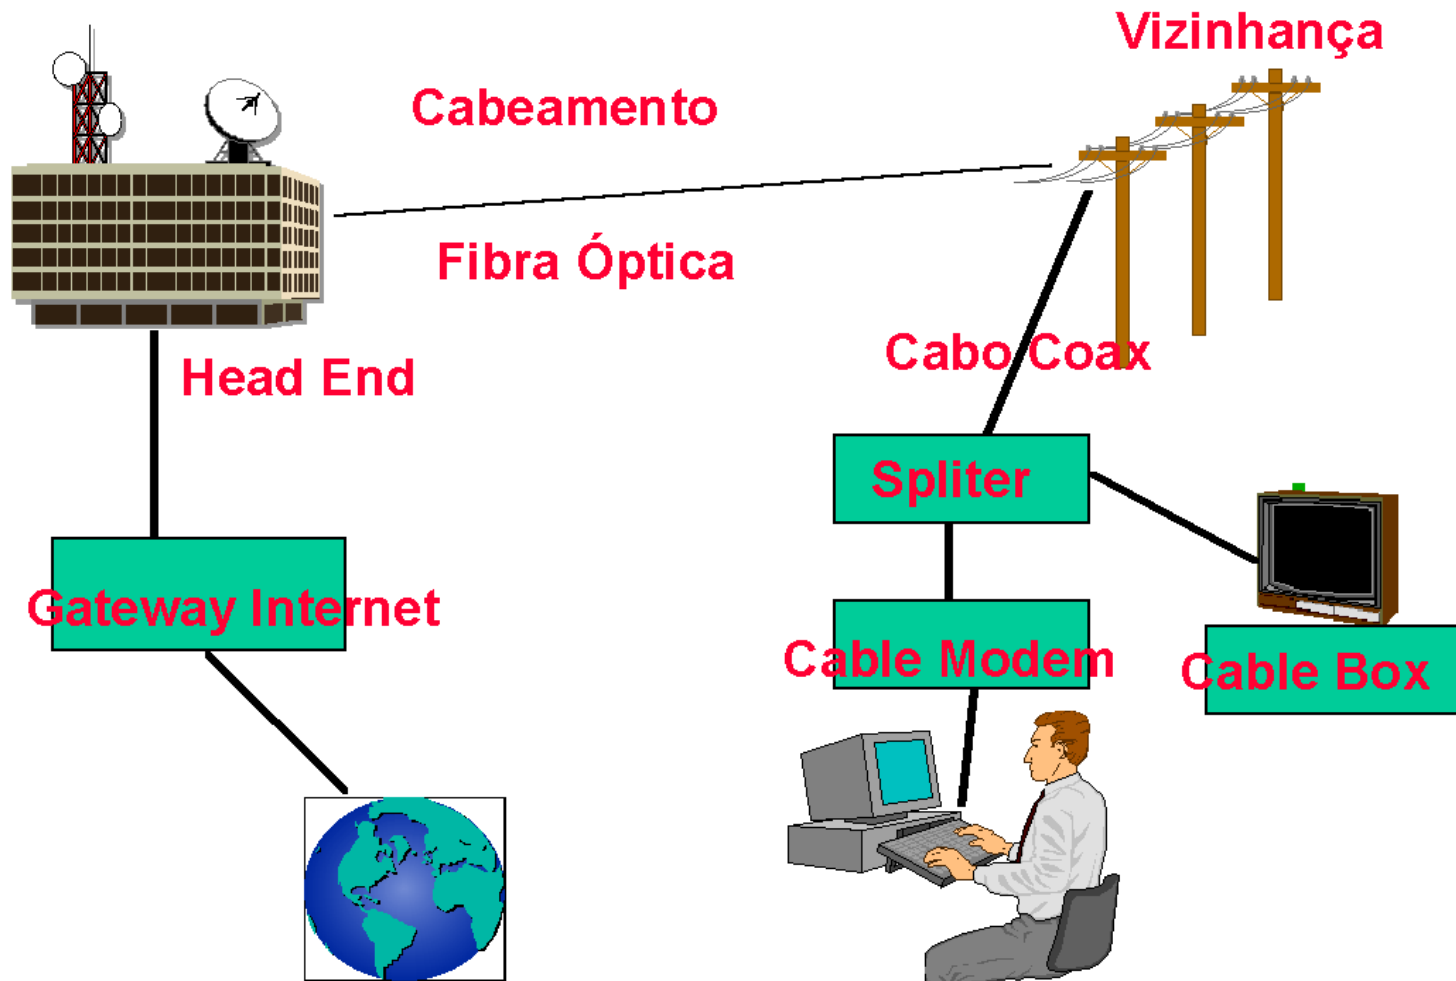 Vizinhança
Cabeamento
Fibra Óptica
Cabo Coax
Head End
Spliter
Gateway Internet
Cable Modem
Cable Box